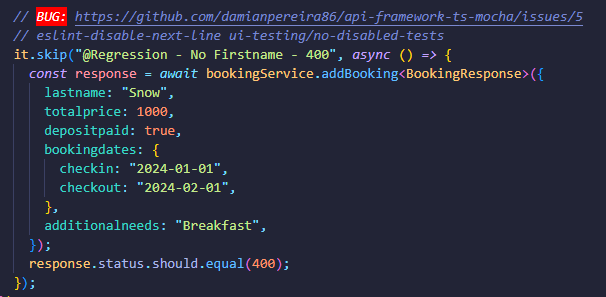 // BUG: https://github.com/damianpereira86/api-framework-ts-mocha/issues/5
// eslint-disable-next-line ui-testing/no-disabled-tests
it.skip("@Regression - No Firstname - 400", async () => {
  const response = await bookingService.addBooking<BookingResponse>({
    lastname: "Snow",
    totalprice: 1000,
    depositpaid: true,
    bookingdates: {
      checkin: "2024-01-01",
      checkout: "2024-02-01",
    },
    additionalneeds: "Breakfast",
  });
  response.status.should.equal(400);
});